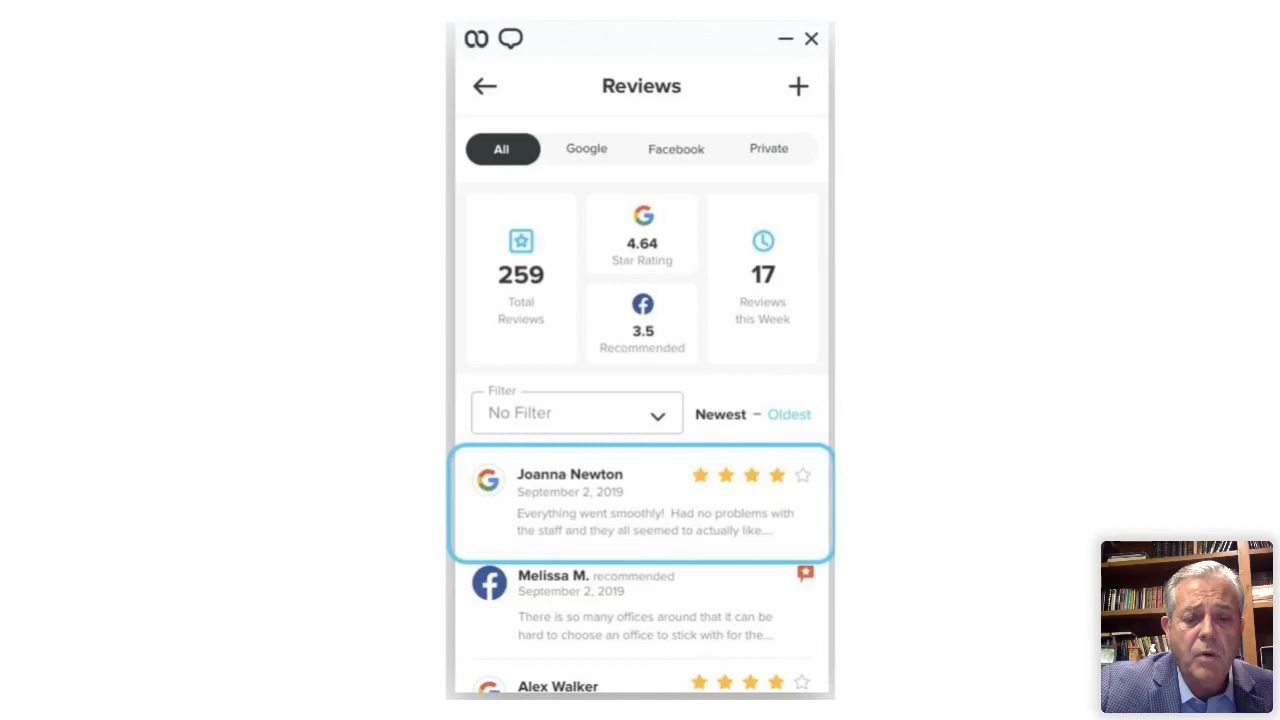 Reviews
All Google Facebook Private
259
Total
Reviews
4.64
Star Rating
3.5
Recommended
17
Reviews
this Week
Filter
No Filter
Newest – Oldest
Joanna Newton
September 2, 2019
Everything went smoothly! Had no problems with
the staff and they all seemed to actually like....
Melissa M. recommended
September 2, 2019
There is so many offices around that it can be
hard to choose an office to stick with for the...
Alex Walker